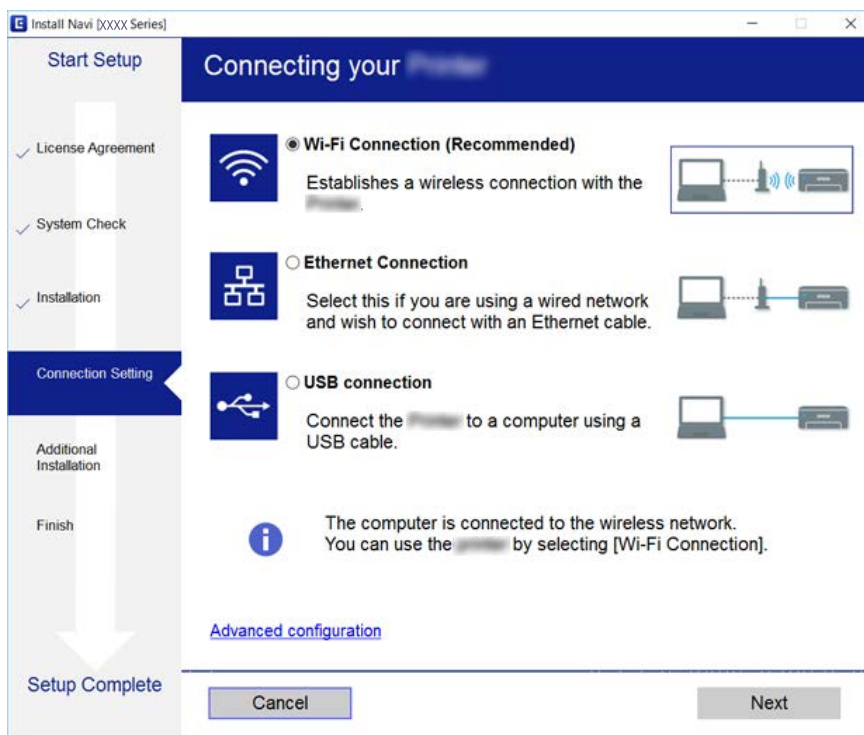 Install Navi [XXXX Series]
Start Setup
License Agreement
System Check
Installation
Connection Setting
Additional
Installation
Finish
Setup Complete
Connecting your
Wi-Fi Connection (Recommended)
Establishes a wireless connection with the
.
Ethernet Connection
Select this if you are using a wired network
and wish to connect with an Ethernet cable.
USB connection
Connect the to a computer using a
USB cable.
The computer is connected to the wireless network.
You can use the by selecting [Wi-Fi Connection].
Advanced configuration
Cancel
Next